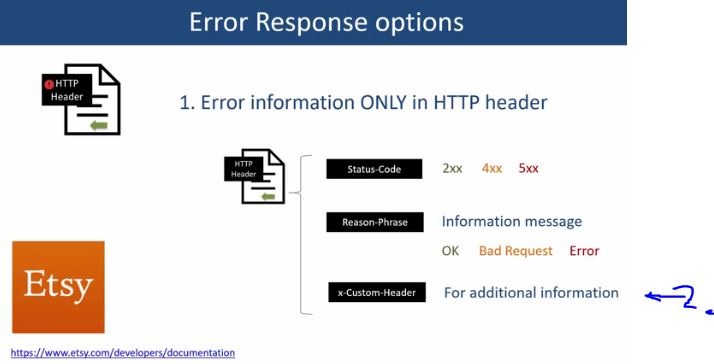 Error Response options
HTTP
Header
1. Error information ONLY in HTTP header
HTTP
Header
Status-Code 2xx 4xx 5xx
Reason-Phrase Information message
OK Bad Request Error
x-Custom-Header For additional information
2.
Etsy
https://www.etsy.com/developers/documentation